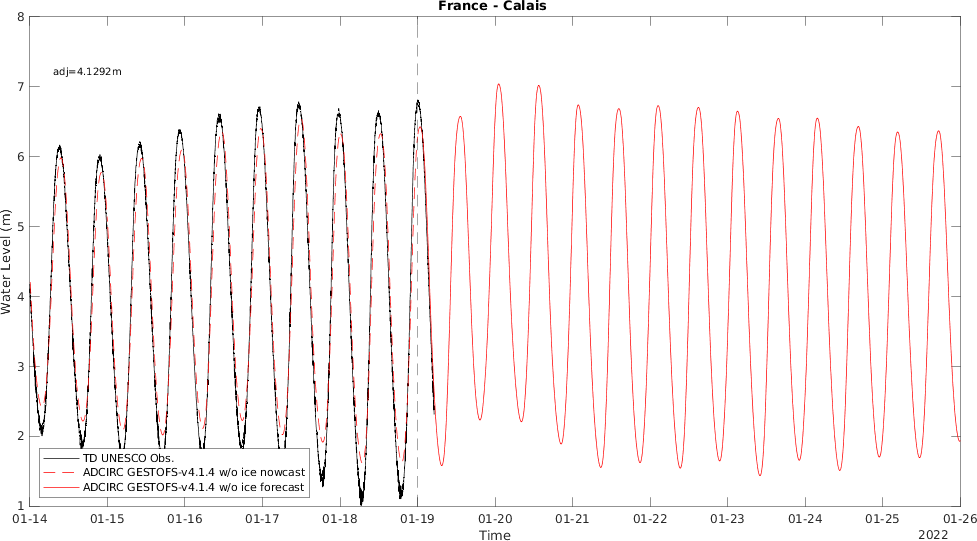 France - Calais
8
adj=4.1292m
7
6
5
4
3
2
1
Water Level (m)
TD UNESCO Obs.
ADCIRC GESTOFS-v4.1.4 w/o ice nowcast
ADCIRC GESTOFS-v4.1.4 w/o ice forecast
01-14 01-15 01-16 01-17 01-18 01-19 01-20 01-21 01-22 01-23 01-24 01-25 01-26
Time
2022